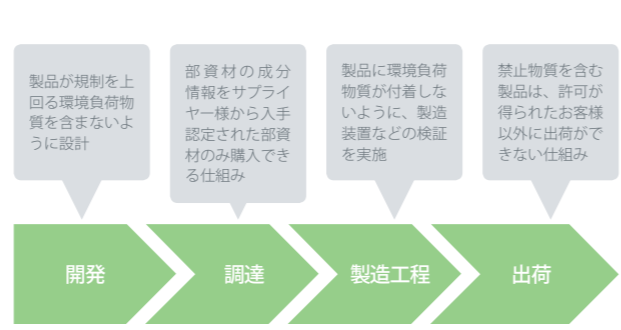 製品が規制を上
回る環境負荷物
質を含まないよ
うに設計
部資材の成分
情報をサプライ
ヤー様から入手
認定された部資
材のみ購入でき
る仕組み
製品に環境負荷
物質が付着しな
いように、製造
装置などの検証
を実施
禁止物質を含む
製品は、許可が
得られたお客様
以外に出荷がで
きない仕組み
開発
調達
製造工程
出荷